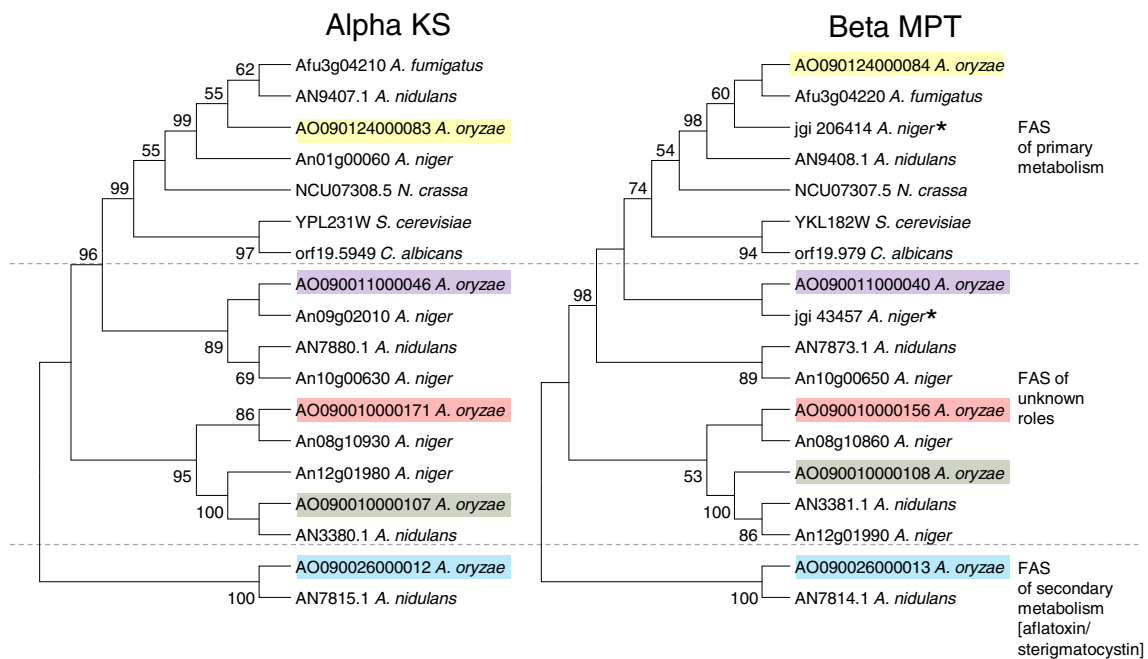 Alpha KS
62
55
99
55
99
96
97
89
69
86
95
100
100
Afu3g04210 A. fumigatus
AN9407.1 A. nidulans
AO090124000083 A. oryzae
An01g00060 A. niger
NCU07308.5 N. crassa
YPL231W S. cerevisiae
orf19.5949 C. albicans
AO090011000046 A. oryzae
An09g02010 A. niger
AN7880.1 A. nidulans
An10g00630 A. niger
AO090010000171 A. oryzae
An08g10930 A. niger
An12g01980 A. niger
AO090010000107 A. oryzae
AN3380.1 A. nidulans
AO090026000012 A. oryzae
AN7815.1 A. nidulans
Beta MPT
60
98
54
74
94
98
89
53
100
86
100
AO090124000084 A. oryzae
Afu3g04220 A. fumigatus
jgi 206414 A. niger*
AN9408.1 A. nidulans
NCU07307.5 N. crassa
YKL182W S. cerevisiae
orf19.979 C. albicans
AO090011000040 A. oryzae
jgi 43457 A. niger*
AN7873.1 A. nidulans
An10g00650 A. niger
AO090010000156 A. oryzae
An08g10860 A. niger
AO090010000108 A. oryzae
AN3381.1 A. nidulans
An12g01990 A. niger
AO090026000013 A. oryzae
AN7814.1 A. nidulans
FAS
of primary
metabolism
FAS of
unknown
roles
FAS
of secondary
metabolism
[aflatoxin/
sterigmatocystin]